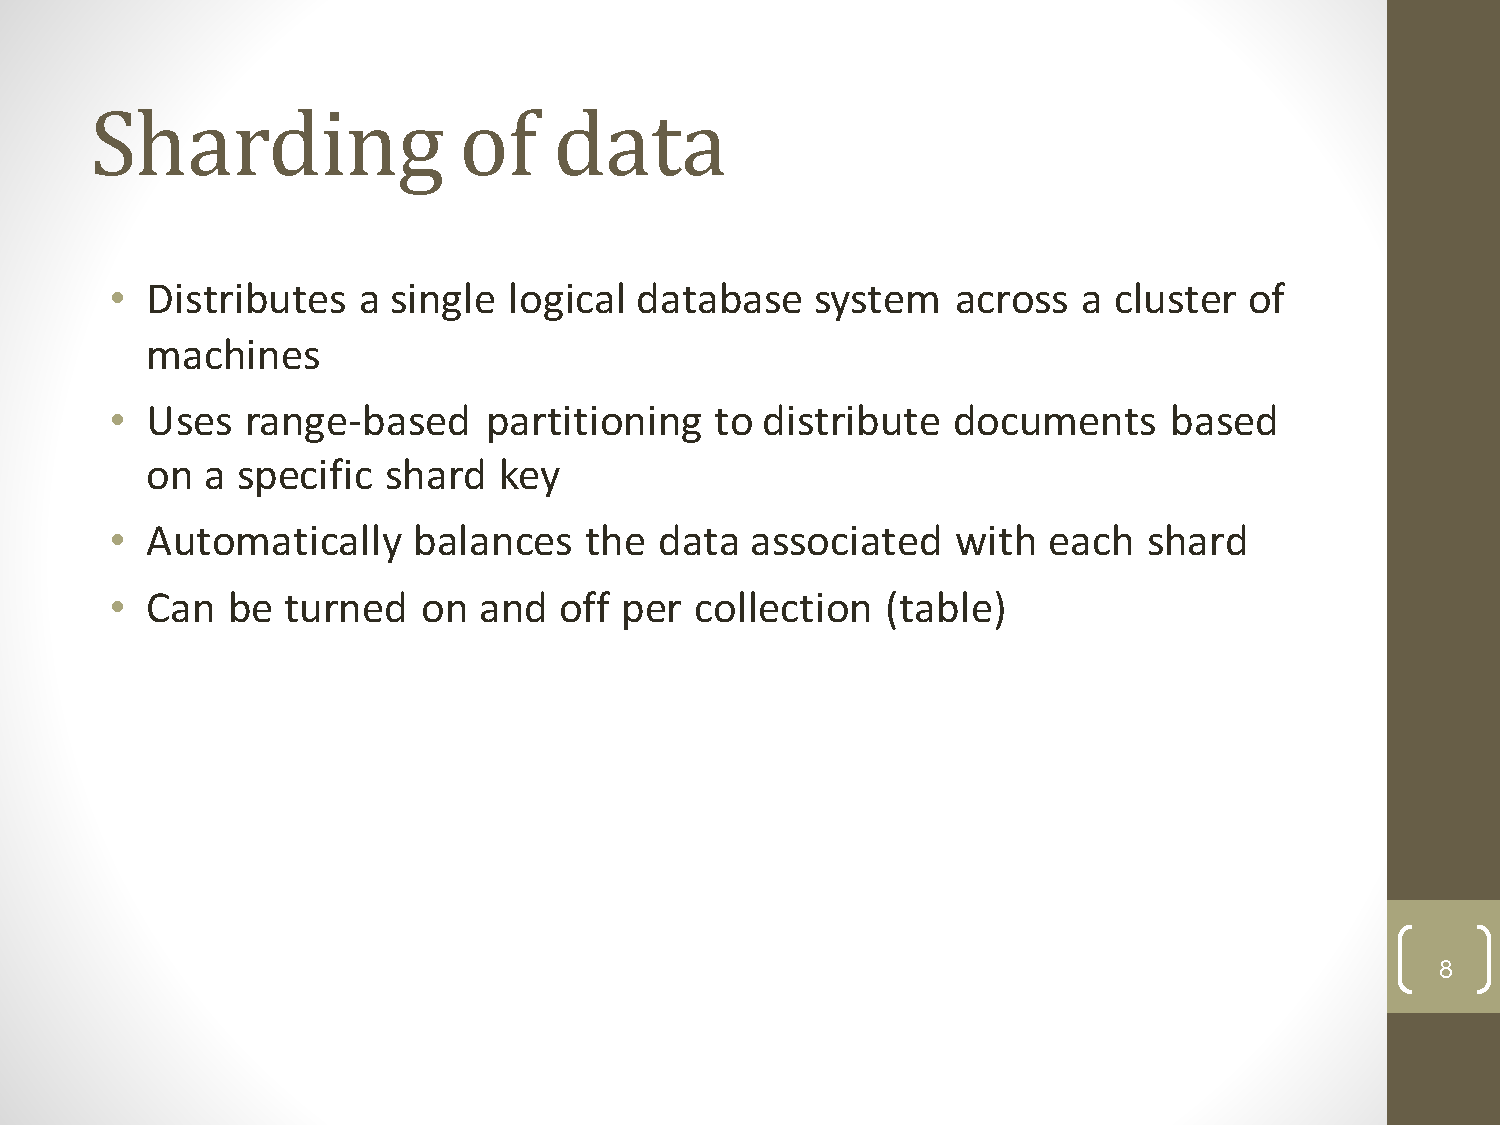 Sharding of data
• Distributes a single logical database system across a cluster of
machines
• Uses range-based partitioning to distribute documents based
on a specific shard key
• Automatically balances the data associated with each shard
• Can be turned on and off per collection (table)
8